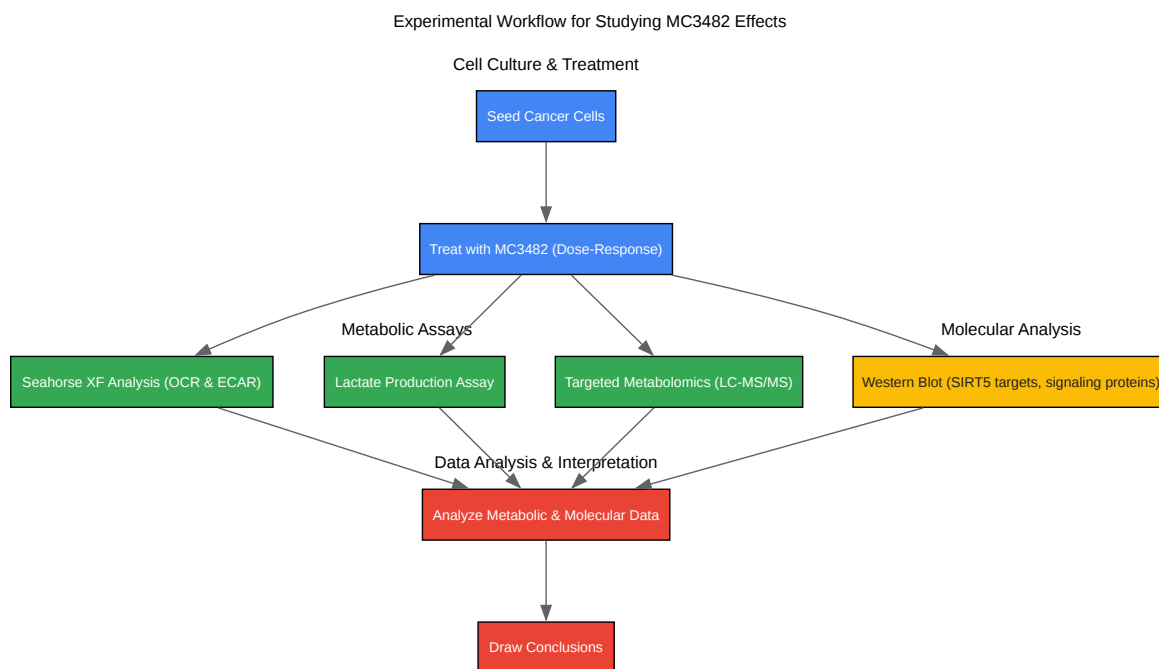 Experimental Workflow for Studying MC3482 Effects
Cell Culture & Treatment
Seed Cancer Cells
Treat with MC3482 (Dose-Response)
Metabolic Assays
Molecular Analysis
Seahorse XF Analysis (OCR & ECAR)
Lactate Production Assay
Targeted Metabolomics (LC-MS/MS)
Western Blot (SIRT5 targets, signaling proteins)
Data Analysis & Interpretation
Analyze Metabolic & Molecular Data
Draw Conclusions